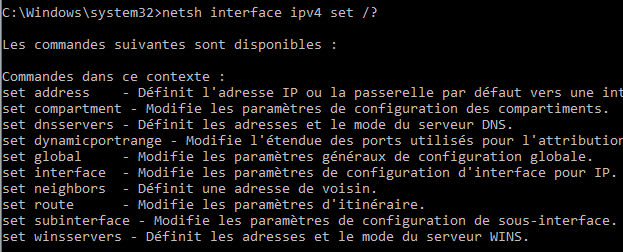 C:\Windows\system32>netsh interface ipv4 set /?
Les commandes suivantes sont disponibles :
Commandes dans ce contexte :
set address    - Définit l'adresse IP ou la passerelle par défaut vers une
set compartment - Modifie les paramètres de configuration des compartiments.
set dnsservers - Définit les adresses et le mode du serveur DNS.
set dynamicportrange - Modifie l'étendue des ports utilisés pour l'attribution
set global     - Modifie les paramètres généraux de configuration globale.
set interface  - Modifie les paramètres de configuration d'interface pour IP.
set neighbors  - Définit une adresse de voisin.
set route      - Modifie les paramètres d'itinéraire.
set subinterface - Modifie les paramètres de configuration de sous-interface.
set winsservers - Définit les adresses et le mode du serveur WINS.